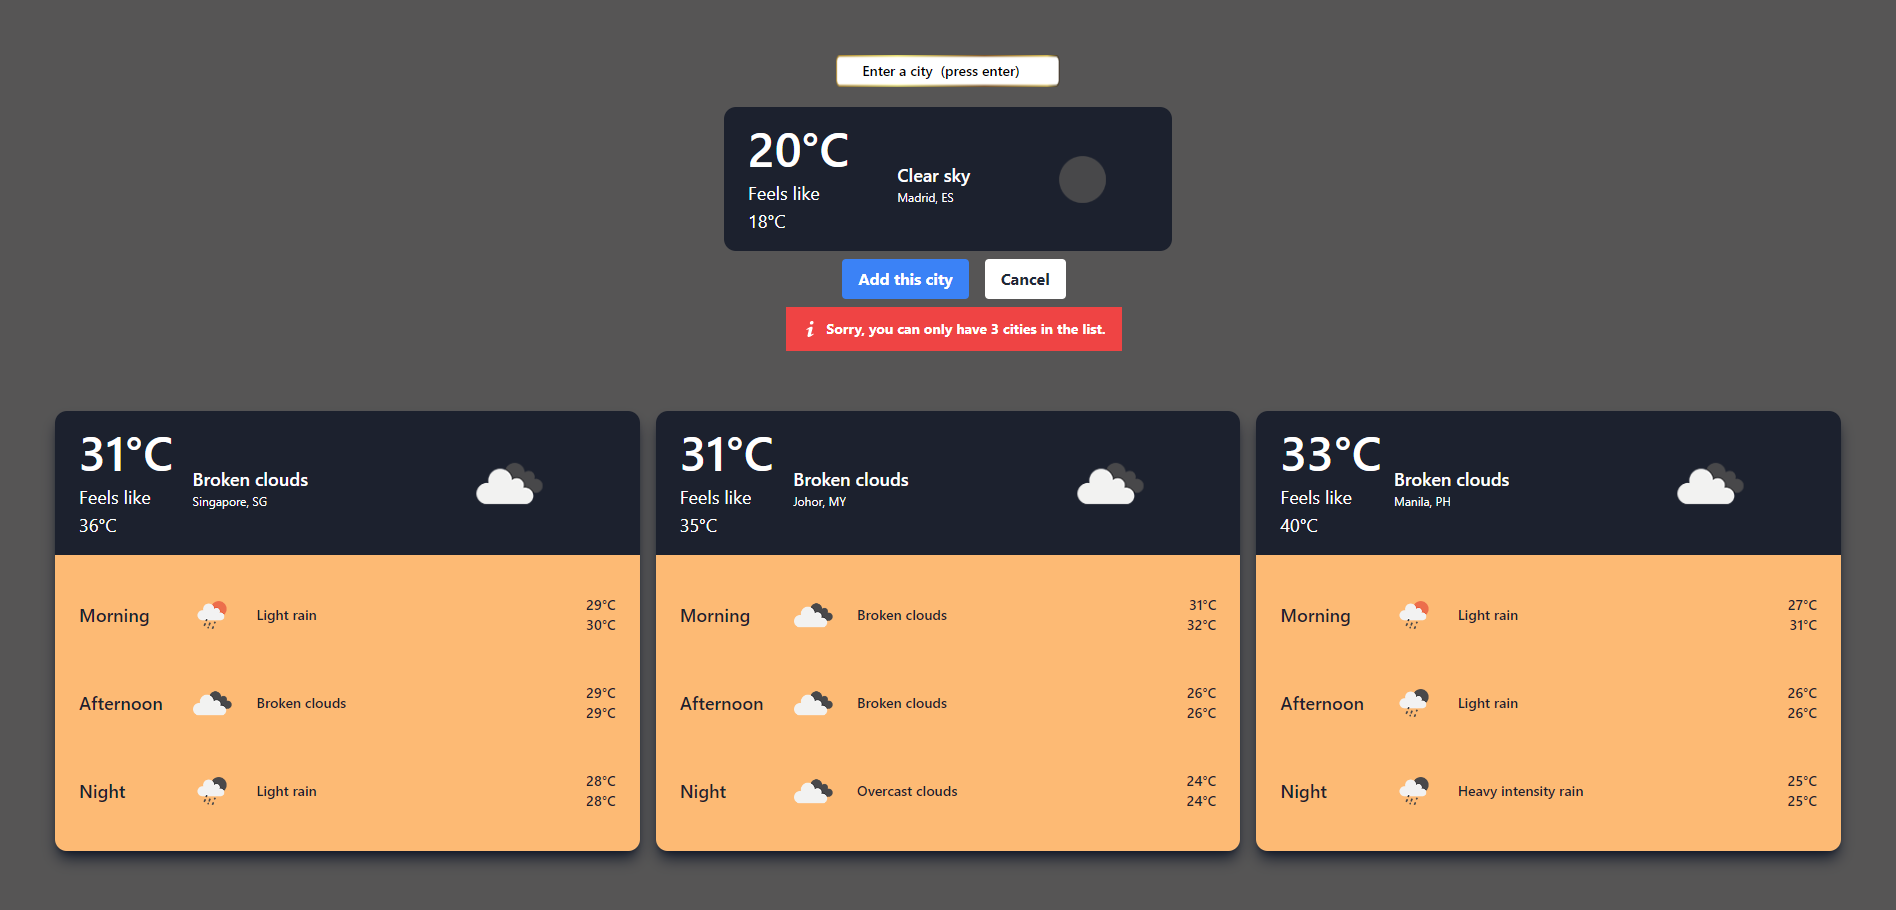 Enter a city  (press enter)
20°C
Feels like
18°C
Clear sky
Madrid, ES
Add this city
Cancel
i Sorry, you can only have 3 cities in the list.
31°C
Feels like
36°C
Broken clouds
Singapore, SG
Morning Light rain 29°C
30°C
Afternoon Broken clouds 29°C
29°C
Night Light rain 28°C
28°C
31°C
Feels like
35°C
Broken clouds
Johor, MY
Morning Broken clouds 31°C
32°C
Afternoon Broken clouds 26°C
26°C
Night Overcast clouds 24°C
24°C
33°C
Feels like
40°C
Broken clouds
Manila, PH
Morning Light rain 27°C
31°C
Afternoon Light rain 26°C
26°C
Night Heavy intensity rain 25°C
25°C